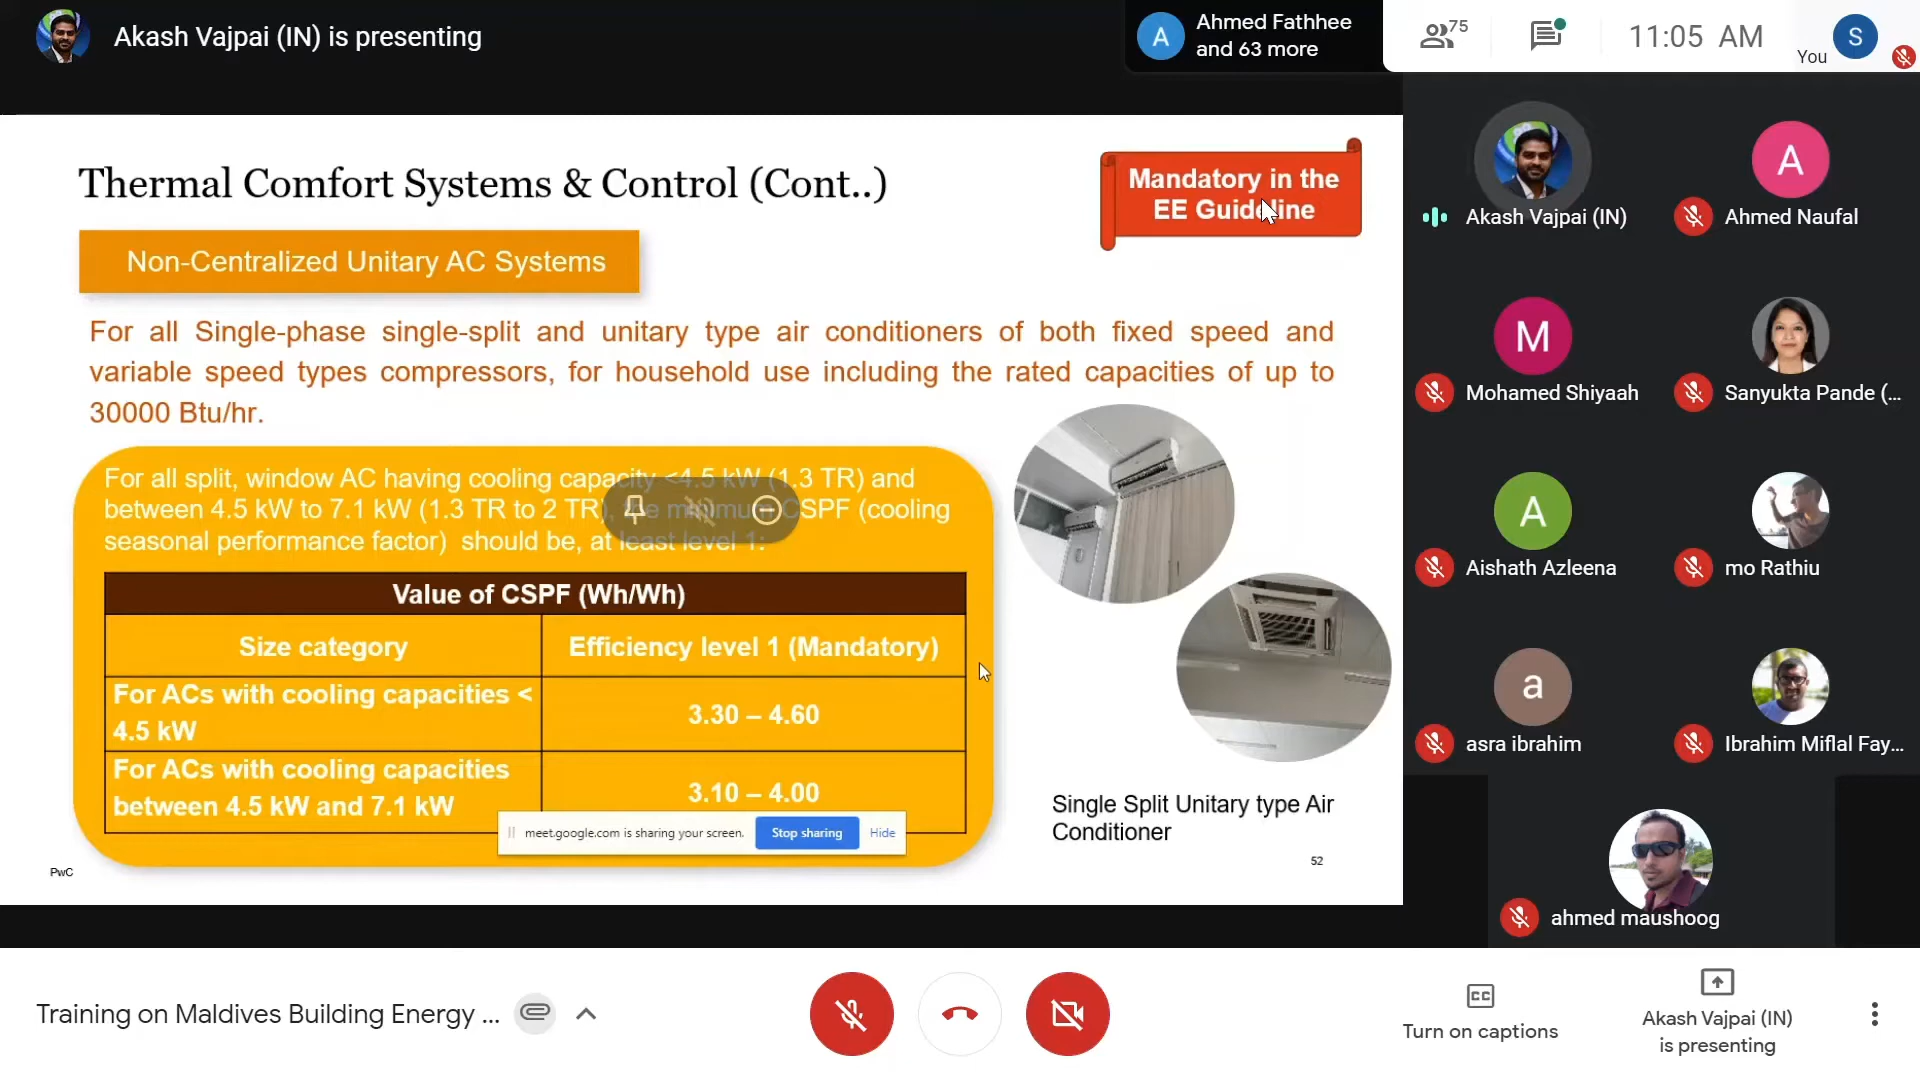 Akash Vajpai (IN) is presenting
A
Ahmed Fathhee
and 63 more
75
11:05 AM
You
S
Thermal Comfort Systems & Control (Cont..)
Mandatory in the
EE Guideline
Non-Centralized Unitary AC Systems
For all Single-phase single-split and unitary type air conditioners of both fixed speed and
variable speed types compressors, for household use including the rated capacities of up to
30000 Btu/hr.
For all split, window AC having cooling capacity <4.5 kW (1.3 TR) and
between 4.5 kW to 7.1 kW (1.3 TR to 2 TR), the minimum CSPF (cooling
seasonal performance factor) should be, at least level 1:
Value of CSPF (Wh/Wh)
Size category
Efficiency level 1 (Mandatory)
For ACs with cooling capacities <
4.5 kW
3.30 – 4.60
For ACs with cooling capacities
between 4.5 kW and 7.1 kW
3.10 – 4.00
meet.google.com is sharing your screen.
Stop sharing
Hide
Single Split Unitary type Air
Conditioner
PwC
52
Akash Vajpai (IN)
A
Ahmed Naufal
M
Mohamed Shiyaah
Sanyukta Pande (...
A
Aishath Azleena
mo Rathiu
a
asra ibrahim
Ibrahim Miflal Fay...
ahmed maushoog
Training on Maldives Building Energy ...
CC
Turn on captions
Akash Vajpai (IN)
is presenting